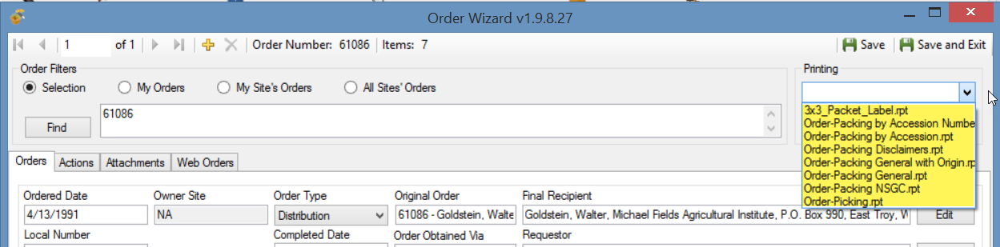 Order Wizard v1.9.8.27
1 of 1 Order Number: 61086 Items: 7 Save Save and Exit
Order Filters
Selection My Orders My Site's Orders All Sites' Orders
Find
61086
Printing
3x3_Packet_Label.rpt
Order-Packing by Accession Numbe
Order-Packing by Accession.rpt
Order-Packing Disclaimers.rpt
Order-Packing General with Origin.rp
Order-Packing General.rpt
Order-Packing NSGC.rpt
Order-Picking.rpt
Orders Actions Attachments Web Orders
Ordered Date Owner Site Order Type Original Order Final Recipient
4/13/1991 NA Distribution 61086 - Goldstein, Walte Goldstein, Walter, Michael Fields Agricultural Institute, P.O. Box 990, East Troy, W Edit
Local Number Completed Date Order Obtained Via Requestor